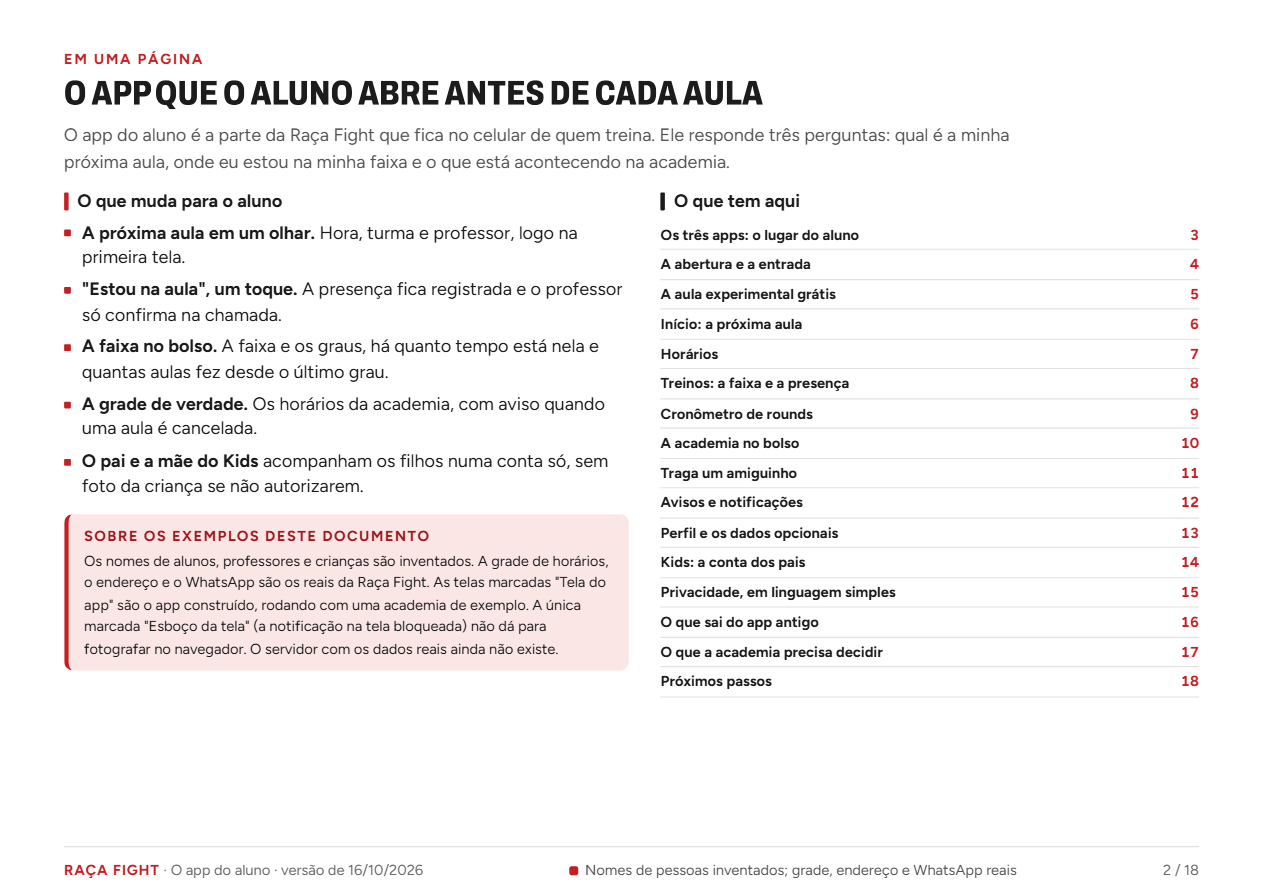 EM UMA PÁGINA
O APP QUE O ALUNO ABRE ANTES DE CADA AULA
O app do aluno é a parte da Raça Fight que fica no celular de quem treina. Ele responde três perguntas: qual é a minha
próxima aula, onde eu estou na minha faixa e o que está acontecendo na academia.
O que muda para o aluno
A próxima aula em um olhar. Hora, turma e professor, logo na
primeira tela.
"Estou na aula", um toque. A presença fica registrada e o professor
só confirma na chamada.
A faixa no bolso. A faixa e os graus, há quanto tempo está nela e
quantas aulas fez desde o último grau.
A grade de verdade. Os horários da academia, com aviso quando
uma aula é cancelada.
O pai e a mãe do Kids acompanham os filhos numa conta só, sem
foto da criança se não autorizarem.
SOBRE OS EXEMPLOS DESTE DOCUMENTO
Os nomes de alunos, professores e crianças são inventados. A grade de horários,
o endereço e o WhatsApp são os reais da Raça Fight. As telas marcadas "Tela do
app" são o app construído, rodando com uma academia de exemplo. A única
marcada "Esboço da tela" (a notificação na tela bloqueada) não dá para
fotografar no navegador. O servidor com os dados reais ainda não existe.
O que tem aqui
Os três apps: o lugar do aluno 3
A abertura e a entrada 4
A aula experimental grátis 5
Início: a próxima aula 6
Horários 7
Treinos: a faixa e a presença 8
Cronômetro de rounds 9
A academia no bolso 10
Traga um amiguinho 11
Avisos e notificações 12
Perfil e os dados opcionais 13
Kids: a conta dos pais 14
Privacidade, em linguagem simples 15
O que sai do app antigo 16
O que a academia precisa decidir 17
Próximos passos 18
RAÇA FIGHT · O app do aluno · versão de 16/10/2026
Nomes de pessoas inventados; grade, endereço e WhatsApp reais
2 / 18